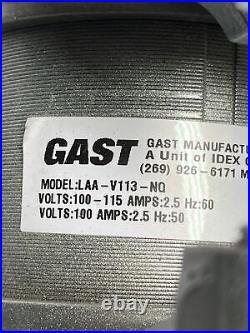 GAST
GAST MANUFACTUR
A Unit of IDEX
(269) 926-6171 M
MODEL:LAA-V113-NQ
VOLTS:100-115 AMPS:2.5 Hz:60
VOLTS:100 AMPS:2.5 Hz:50